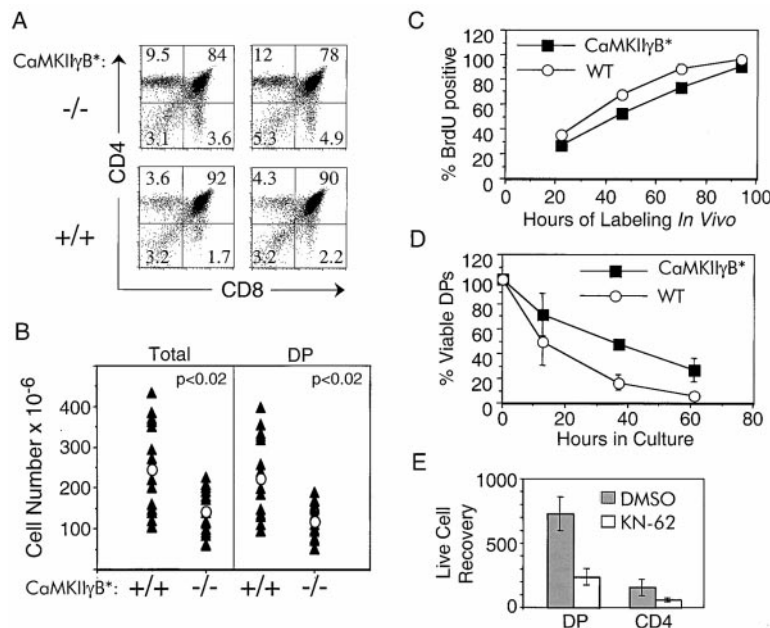 A
CaMKIIγB*:
-/-
+/+
CD4
CD8
9.5 84
3.1 3.6
12 78
5.3 4.9
3.6 92
3.2 1.7
4.3 90
3.2 2.2
B
Total DP
p<0.02 p<0.02
Cell Number x 10-6
400
300
200
100
CaMKIIγB*: +/+ -/- +/+ -/-
C
CaMKIIγB*
WT
% BrdU positive
120
100
80
60
40
20
0
0 20 40 60 80 100
Hours of Labeling In Vivo
D
CaMKIIγB*
WT
% Viable DPs
120
100
80
60
40
20
0
0 20 40 60 80
Hours in Culture
E
DMSO
KN-62
Live Cell
Recovery
1000
500
0
DP CD4